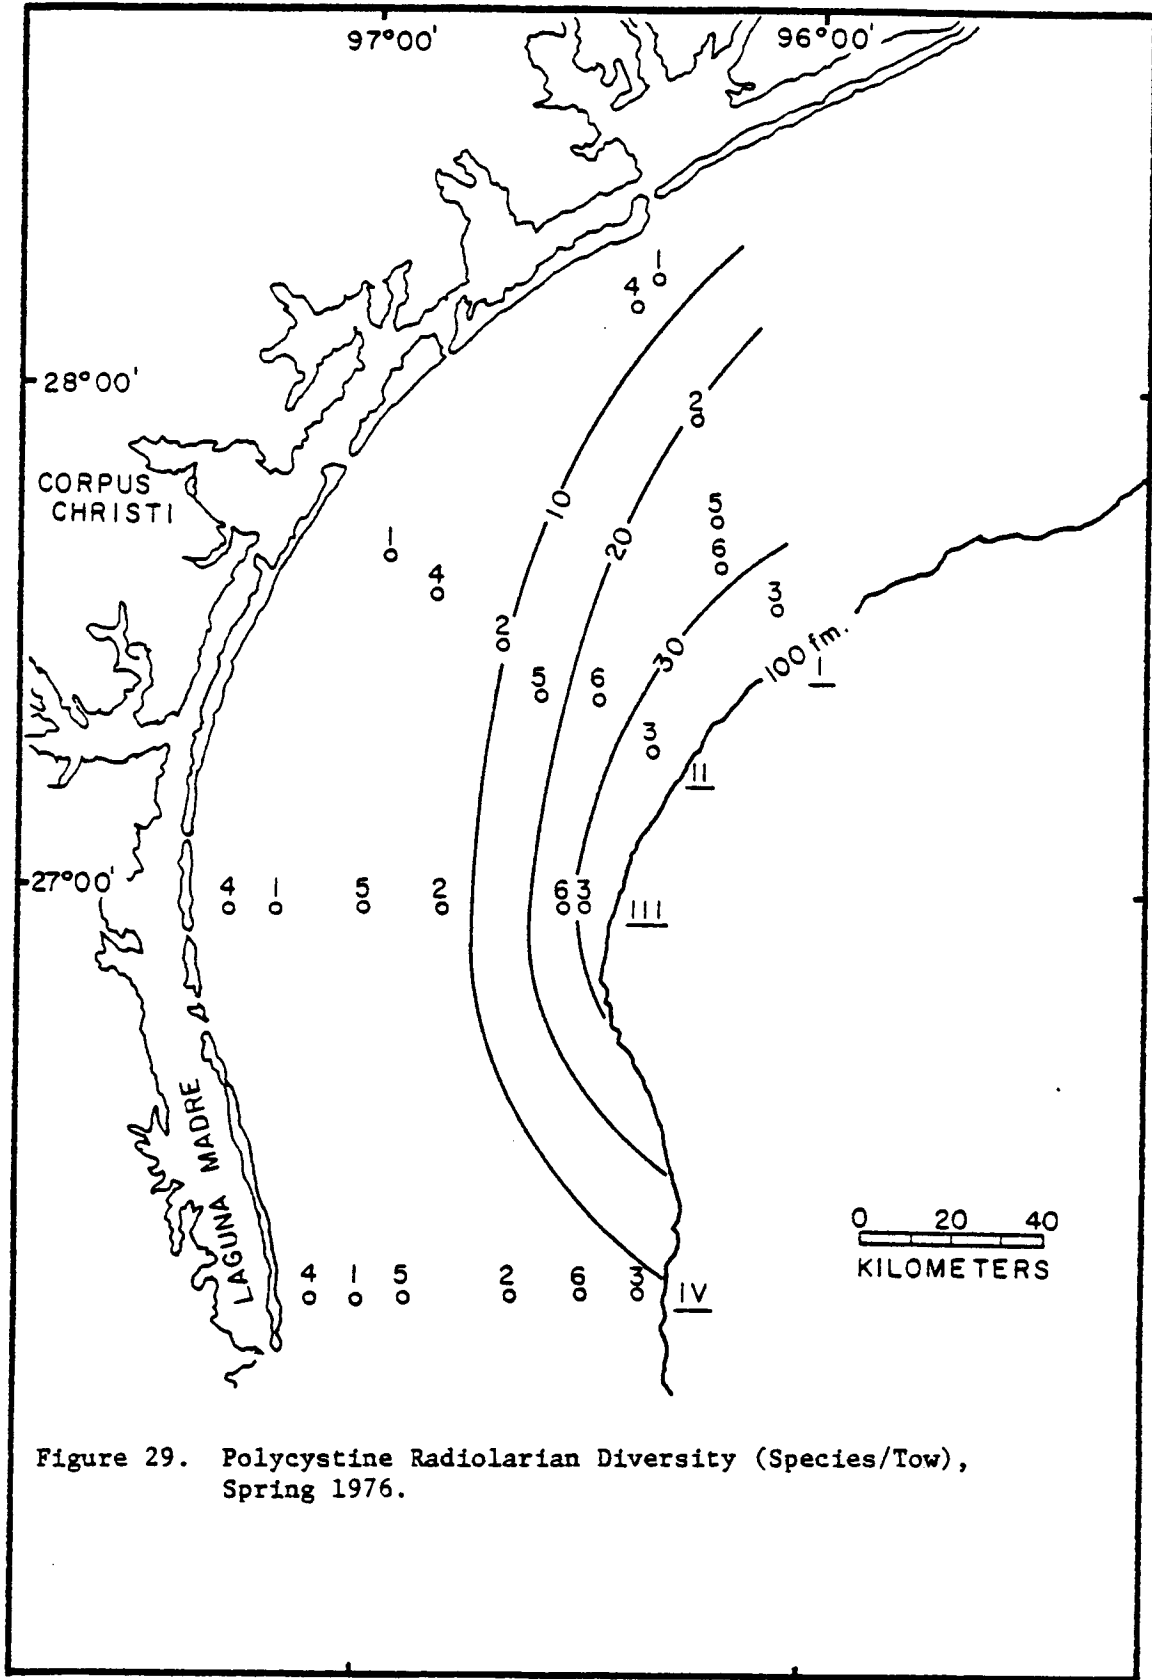 97°00'
96°00'
1
4
28°00'
2
CORPUS
CHRISTI
10
5
1
20
6
4
3
2
30
100 fm.
I
5
6
3
II
27°00'
4 1 5 2 6 3
III
LAGUNA MADRE
0 20 40
KILOMETERS
4 1 5 2 6 3
IV
Figure 29. Polycystine Radiolarian Diversity (Species/Tow),
Spring 1976.